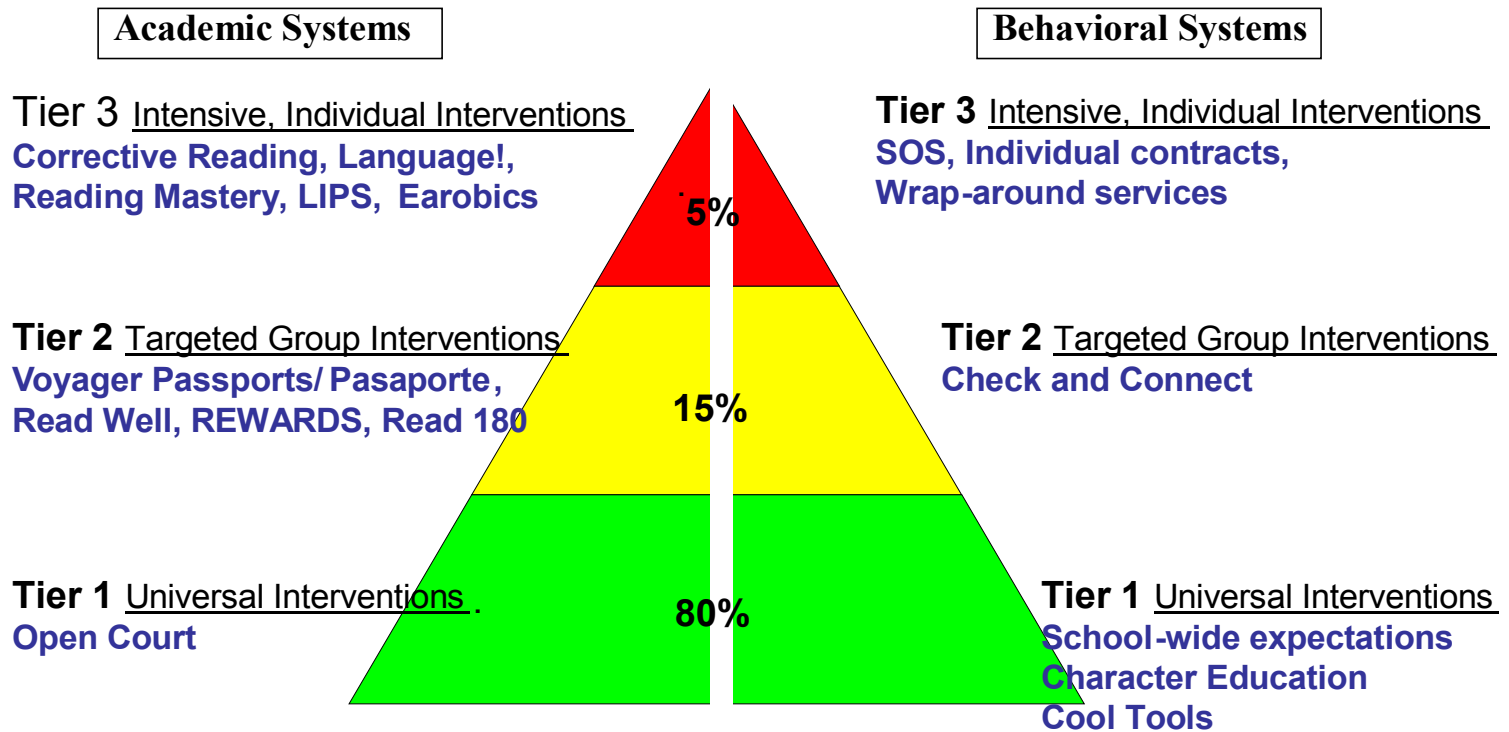 Academic Systems
Behavioral Systems
Tier 3 Intensive, Individual Interventions
Corrective Reading, Language!,
Reading Mastery, LIPS, Earobics
Tier 3 Intensive, Individual Interventions
SOS, Individual contracts,
Wrap-around services
5%
Tier 2 Targeted Group Interventions
Voyager Passports/ Pasaporte,
Read Well, REWARDS, Read 180
15%
Tier 2 Targeted Group Interventions
Check and Connect
Tier 1 Universal Interventions .
Open Court
80%
Tier 1 Universal Interventions
School-wide expectations
Character Education
Cool Tools